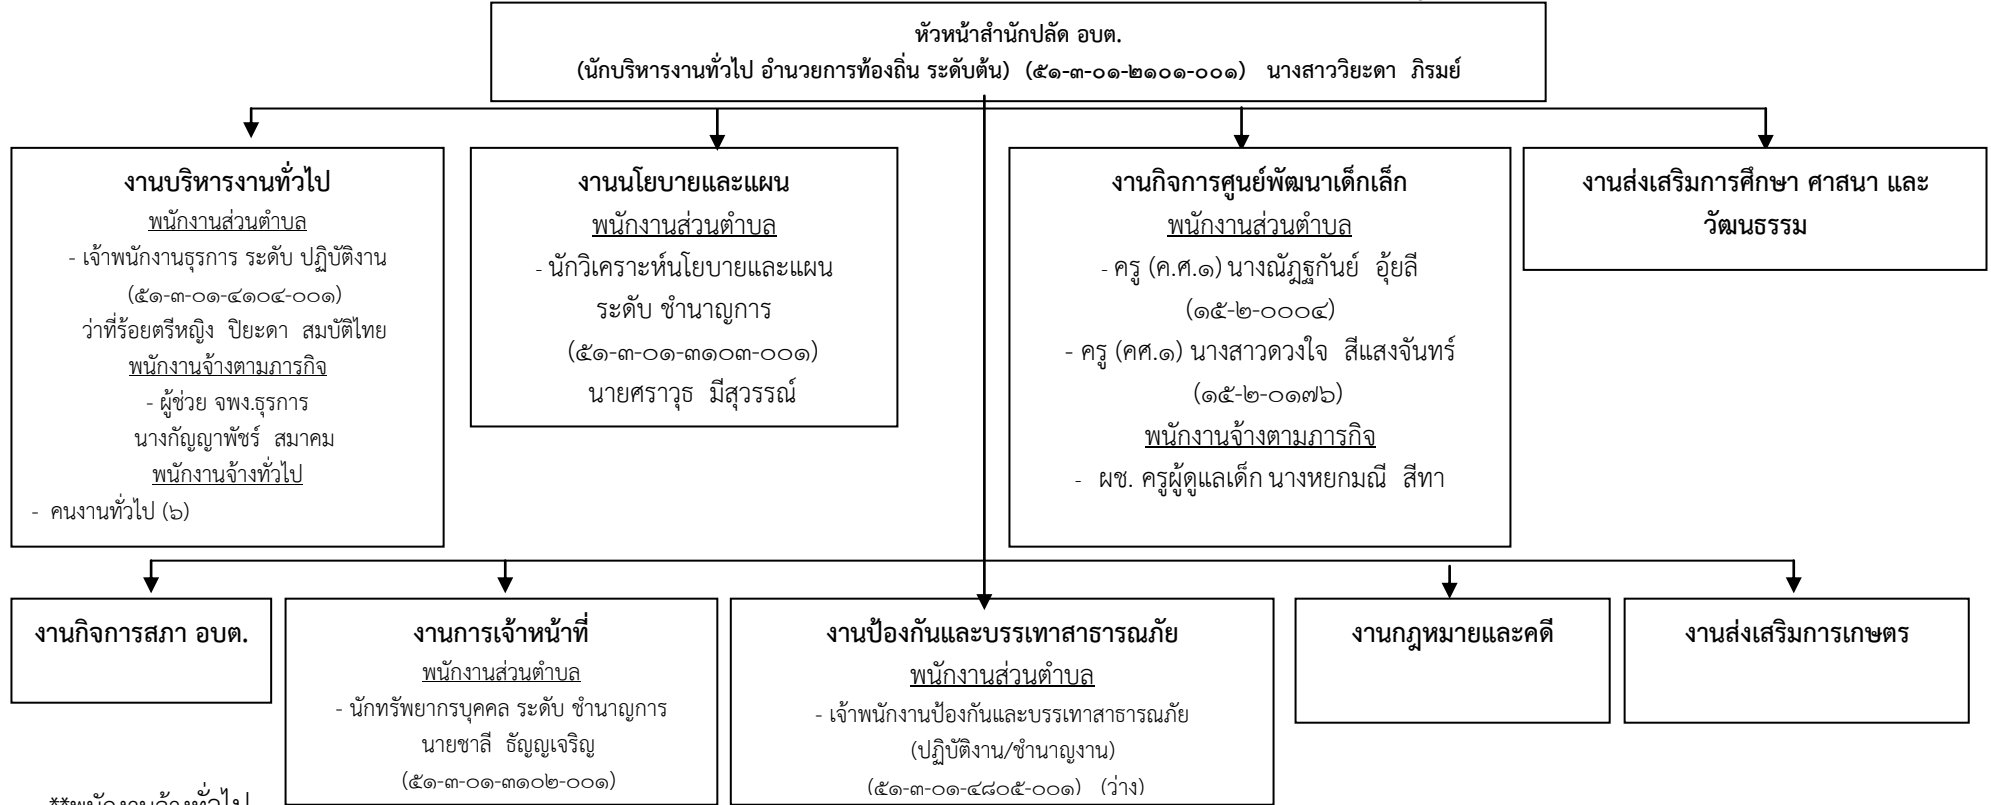 หัวหน้าสำนักปลัด อบต.
(นักบริหารงานทั่วไป อำนวยการท้องถิ่น ระดับต้น) (๕๑-๓-๐๑-๒๑๐๑-๐๐๑) นางสาววิยะดา ภิรมย์
งานบริหารงานทั่วไป
พนักงานส่วนตำบล
- เจ้าพนักงานธุรการ ระดับ ปฏิบัติงาน
(๕๑-๓-๐๑-๔๑๐๔-๐๐๑)
ว่าที่ร้อยตรีหญิง ปิยะดา สมบัติไทย
พนักงานจ้างตามภารกิจ
- ผู้ช่วย จพง.ธุรการ
นางกัญญาพัชร์ สมาคม
พนักงานจ้างทั่วไป
- คนงานทั่วไป (๖)
งานนโยบายและแผน
พนักงานส่วนตำบล
- นักวิเคราะห์นโยบายและแผน
ระดับ ชำนาญการ
(๕๑-๓-๐๑-๓๑๐๓-๐๐๑)
นายศราวุธ มีสุวรรณ์
งานกิจการศูนย์พัฒนาเด็กเล็ก
พนักงานส่วนตำบล
- ครู (ค.ศ.๑) นางณัฏฐกันย์ อุ้ยลี
(๑๕-๒-๐๐๐๔)
- ครู (คศ.๑) นางสาวดวงใจ สีแสงจันทร์
(๑๕-๒-๐๑๗๖)
พนักงานจ้างตามภารกิจ
- ผช. ครูผู้ดูแลเด็ก นางหยกมณี สีทา
งานส่งเสริมการศึกษา ศาสนา และ
วัฒนธรรม
งานกิจการสภา อบต.
งานการเจ้าหน้าที่
พนักงานส่วนตำบล
- นักทรัพยากรบุคคล ระดับ ชำนาญการ
นายชาลี ธัญญเจริญ
(๕๑-๓-๐๑-๓๑๐๒-๐๐๑)
งานป้องกันและบรรเทาสาธารณภัย
พนักงานส่วนตำบล
- เจ้าพนักงานป้องกันและบรรเทาสาธารณภัย
(ปฏิบัติงาน/ชำนาญงาน)
(๕๑-๓-๐๑-๔๘๐๕-๐๐๑) (ว่าง)
งานกฎหมายและคดี
งานส่งเสริมการเกษตร
**พนักงานจ้างทั่วไป